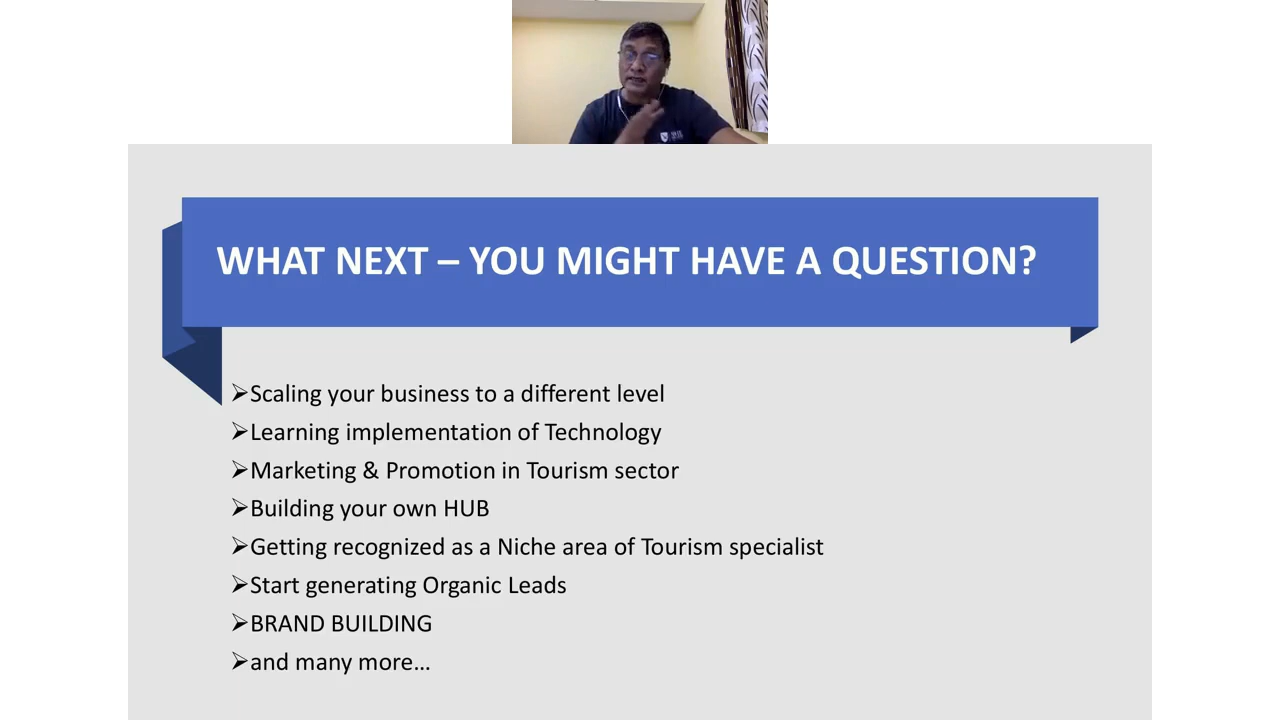 WHAT NEXT – YOU MIGHT HAVE A QUESTION?
➢Scaling your business to a different level
➢Learning implementation of Technology
➢Marketing & Promotion in Tourism sector
➢Building your own HUB
➢Getting recognized as a Niche area of Tourism specialist
➢Start generating Organic Leads
➢BRAND BUILDING
➢and many more...